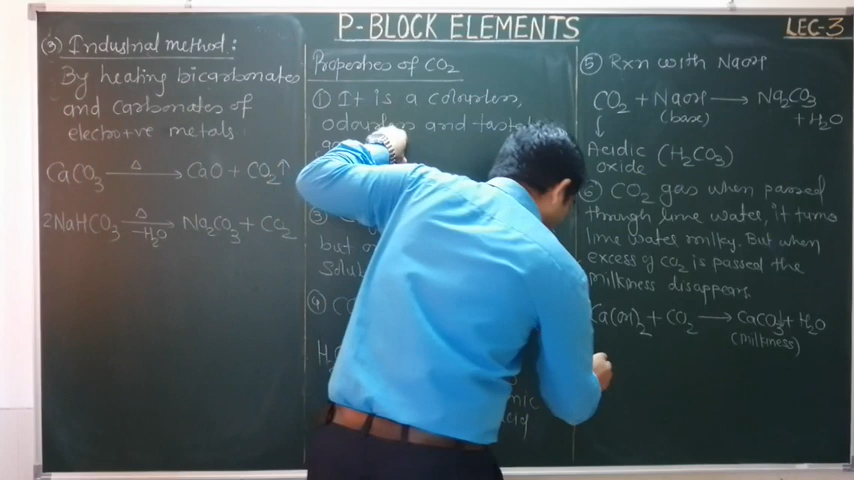 P-BLOCK ELEMENTS
LEC-3
③ Industrial method:
By heating bicarbonates
and carbonates of
electro+ve metals
CaCO₃ —Δ→ CaO + CO₂↑
2NaHCO₃ —Δ, −H₂O→ Na₂CO₃ + CO₂
Properties of CO₂
① It is a colourless,
odourless and
③
but
Solub
④ CO
H₂
mic
acid
⑤ Rxn with NaOH
CO₂ + NaOH → Na₂CO₃
(base) + H₂O
↓
Acidic (H₂CO₃)
oxide
⑥ CO₂ gas when passed
through lime water, it turns
lime water milky. But when
excess of CO₂ is passed the
milkiness disappears.
Ca(OH)₂ + CO₂ → CaCO₃↓ + H₂O
(milkiness)